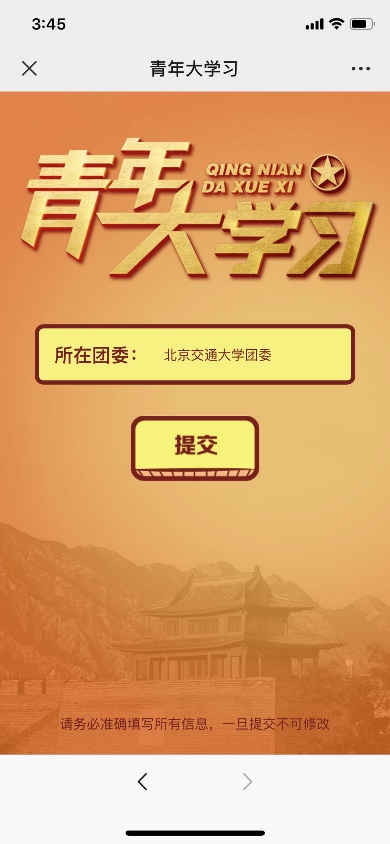 3:45
青年大学习
青年大学习
QING NIAN
DA XUE XI
所在团委： 北京交通大学团委
提交
请务必准确填写所有信息，一旦提交不可修改